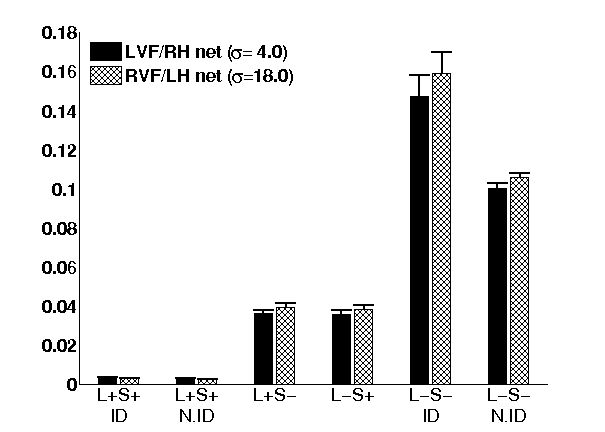 0.18
LVF/RH net (σ= 4.0)
0.16
RVF/LH net (σ=18.0)
0.14
0.12
0.1
0.08
0.06
0.04
0.02
0
L+S+ L+S+ L+S− L−S+ L−S− L−S−
ID N.ID ID N.ID